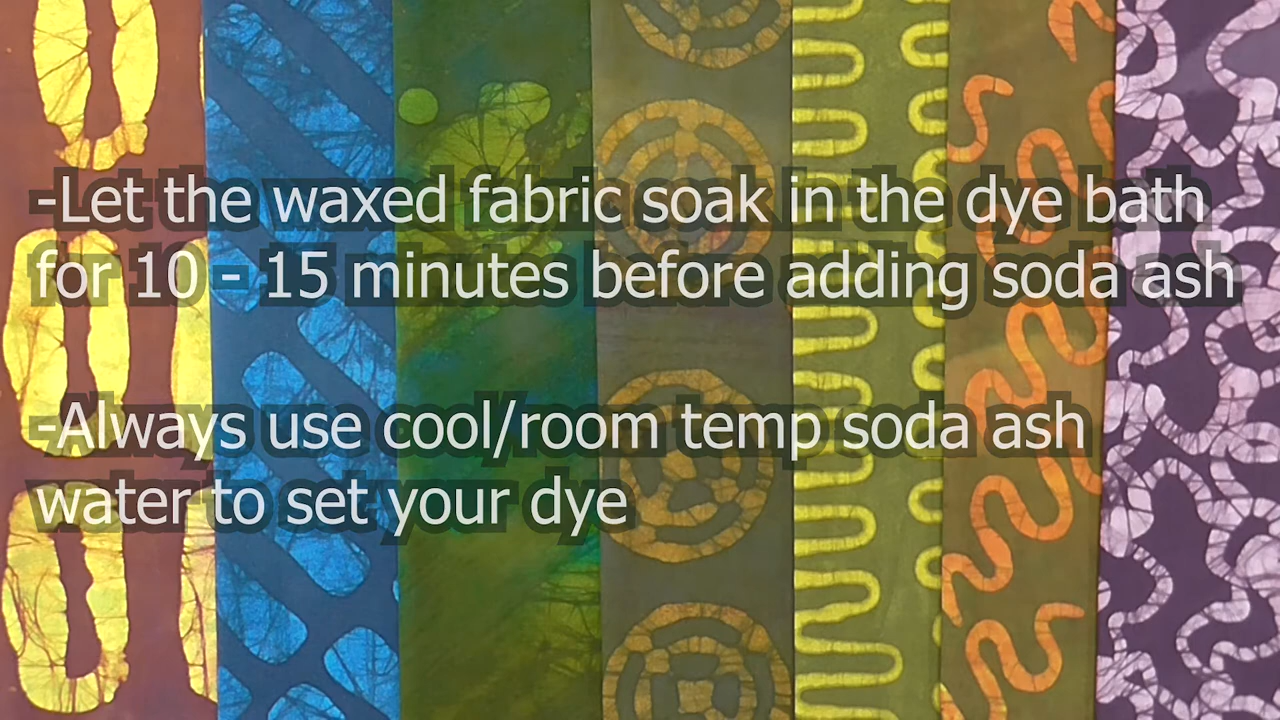 -Let the waxed fabric soak in the dye bath
for 10 - 15 minutes before adding soda ash
-Always use cool/room temp soda ash
water to set your dye